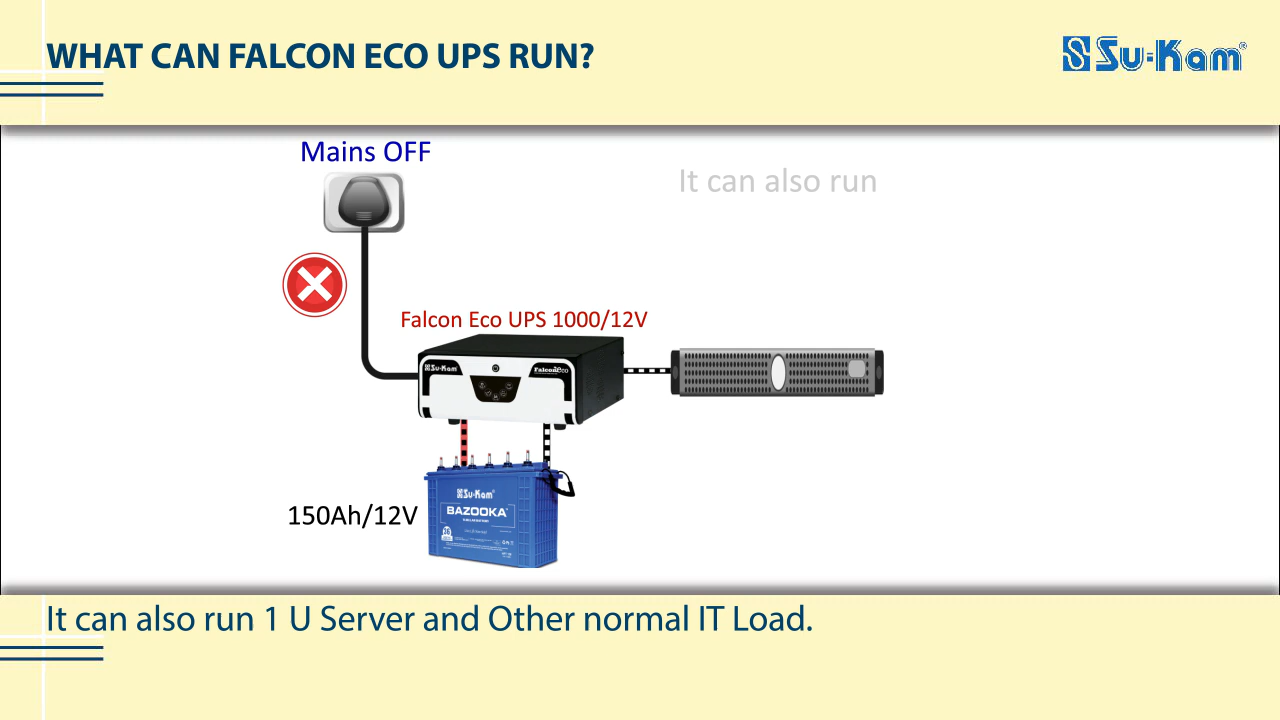 WHAT CAN FALCON ECO UPS RUN?
Su-Kam®
Mains OFF
It can also run
Falcon Eco UPS 1000/12V
Su-Kam
FalconEco
150Ah/12V
Su-Kam
BAZOOKA
It can also run 1 U Server and Other normal IT Load.